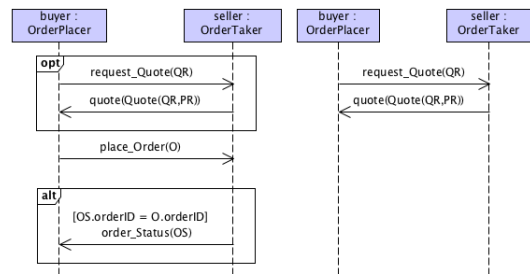 buyer :
OrderPlacer
seller :
OrderTaker
opt
request_Quote(QR)
quote(Quote(QR,PR))
place_Order(O)
alt
[OS.orderID = O.orderID]
order_Status(OS)
buyer :
OrderPlacer
seller :
OrderTaker
request_Quote(QR)
quote(Quote(QR,PR))